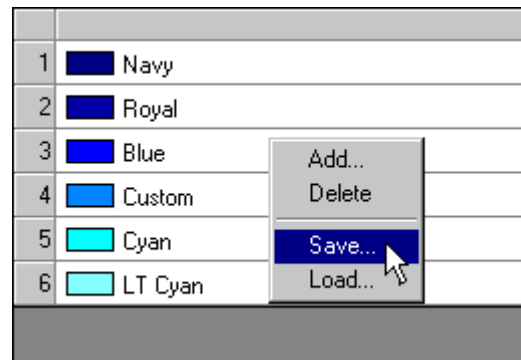 1 Navy
2 Royal
3 Blue
4 Custom
5 Cyan
6 LT Cyan
Add...
Delete
Save...
Load...